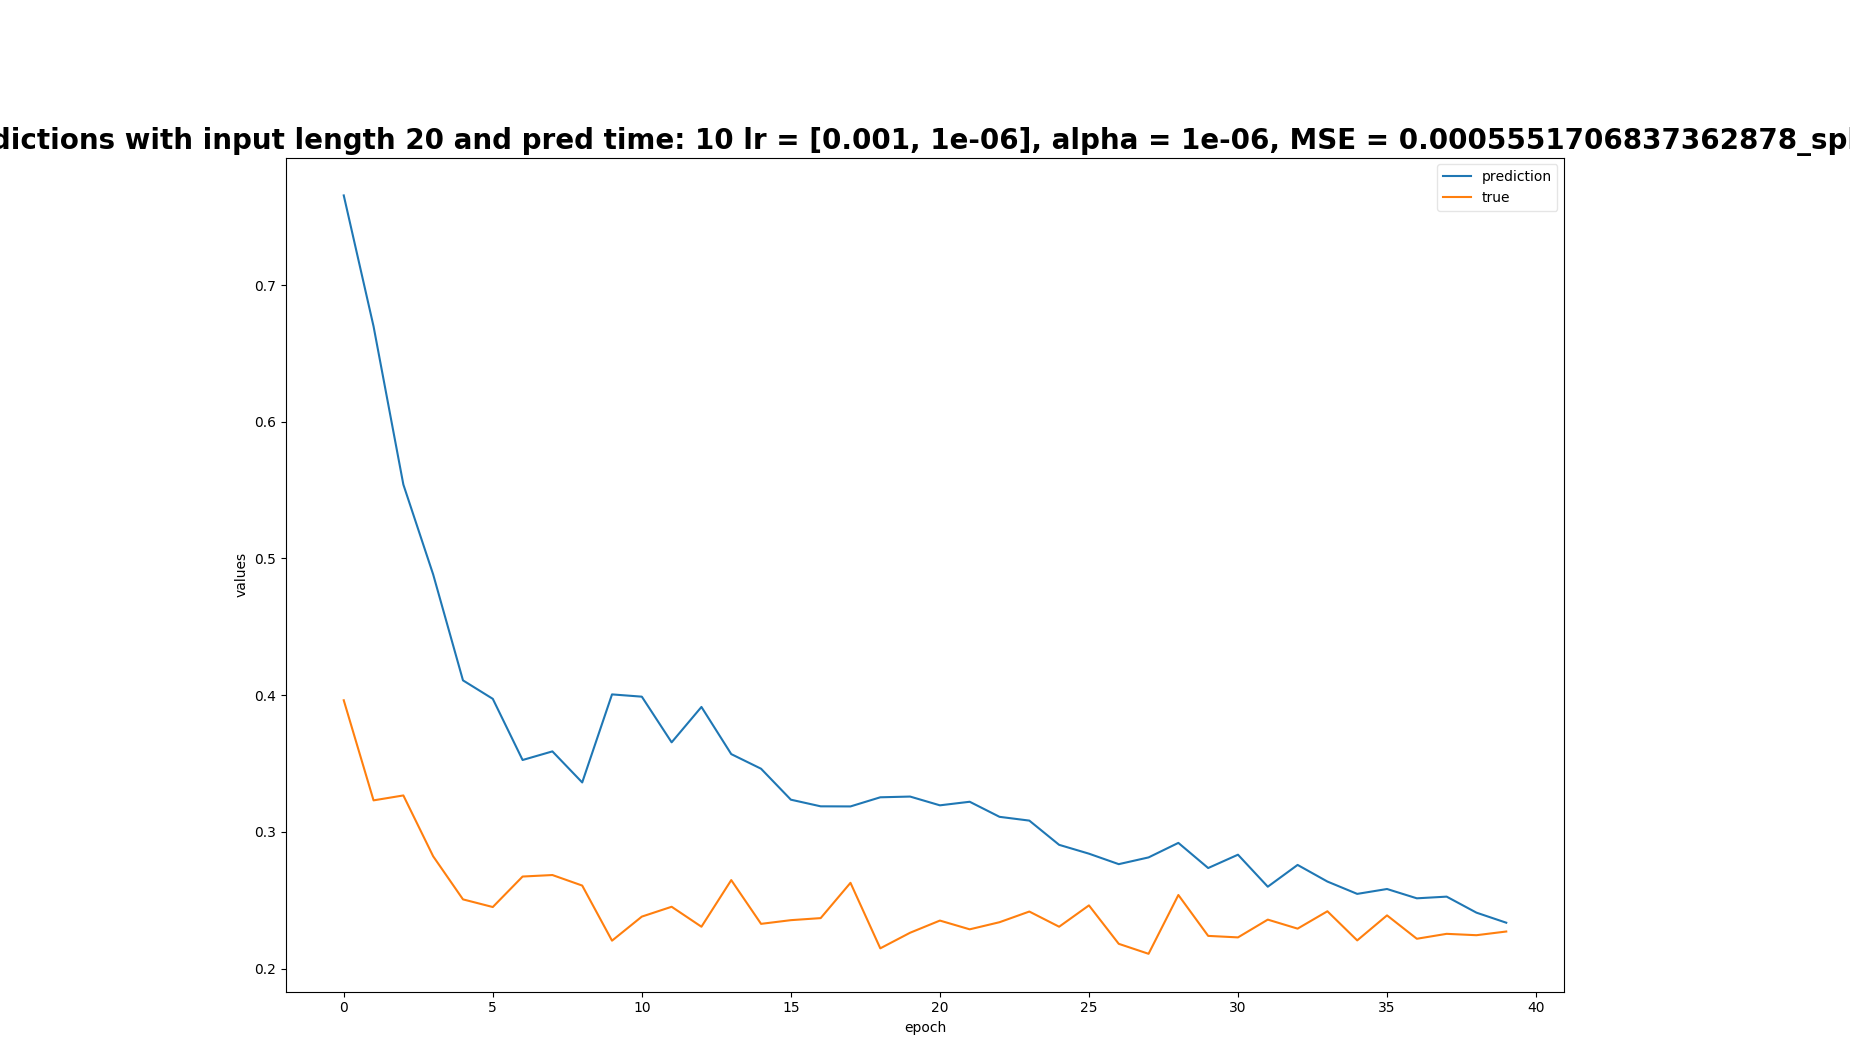 dictions with input length 20 and pred time: 10 lr = [0.001, 1e-06], alpha = 1e-06, MSE = 0.0005551706837362878_spl
prediction
true
0.7
0.6
0.5
0.4
0.3
0.2
values
0 5 10 15 20 25 30 35 40
epoch